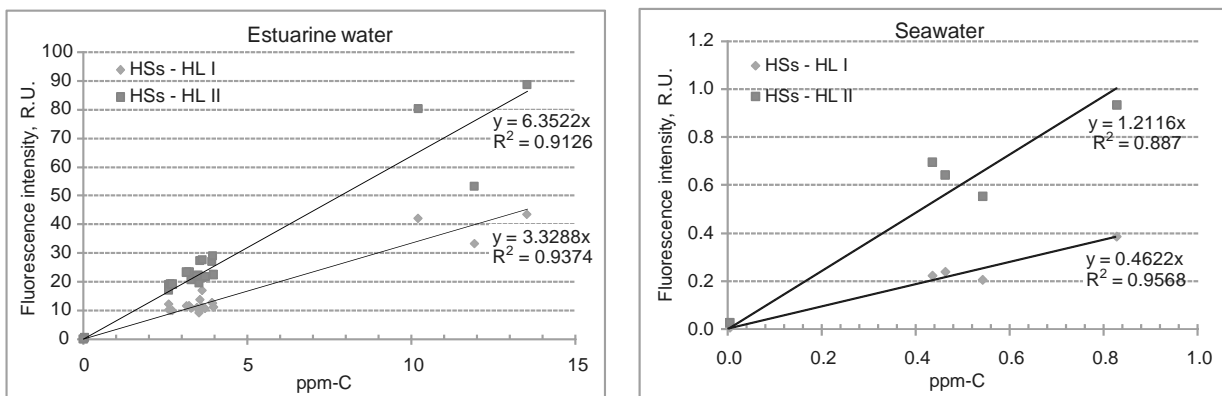 Estuarine water
HSs - HL I
HSs - HL II
Fluorescence intensity, R.U.
100
90
80
70
60
50
40
30
20
10
0
y = 6.3522x
R² = 0.9126
y = 3.3288x
R² = 0.9374
0 5 10 15
ppm-C
Seawater
HSs - HL I
HSs - HL II
Fluorescence intensity, R.U.
1.2
1.0
0.8
0.6
0.4
0.2
0.0
y = 1.2116x
R² = 0.887
y = 0.4622x
R² = 0.9568
0.0 0.2 0.4 0.6 0.8 1.0
ppm-C